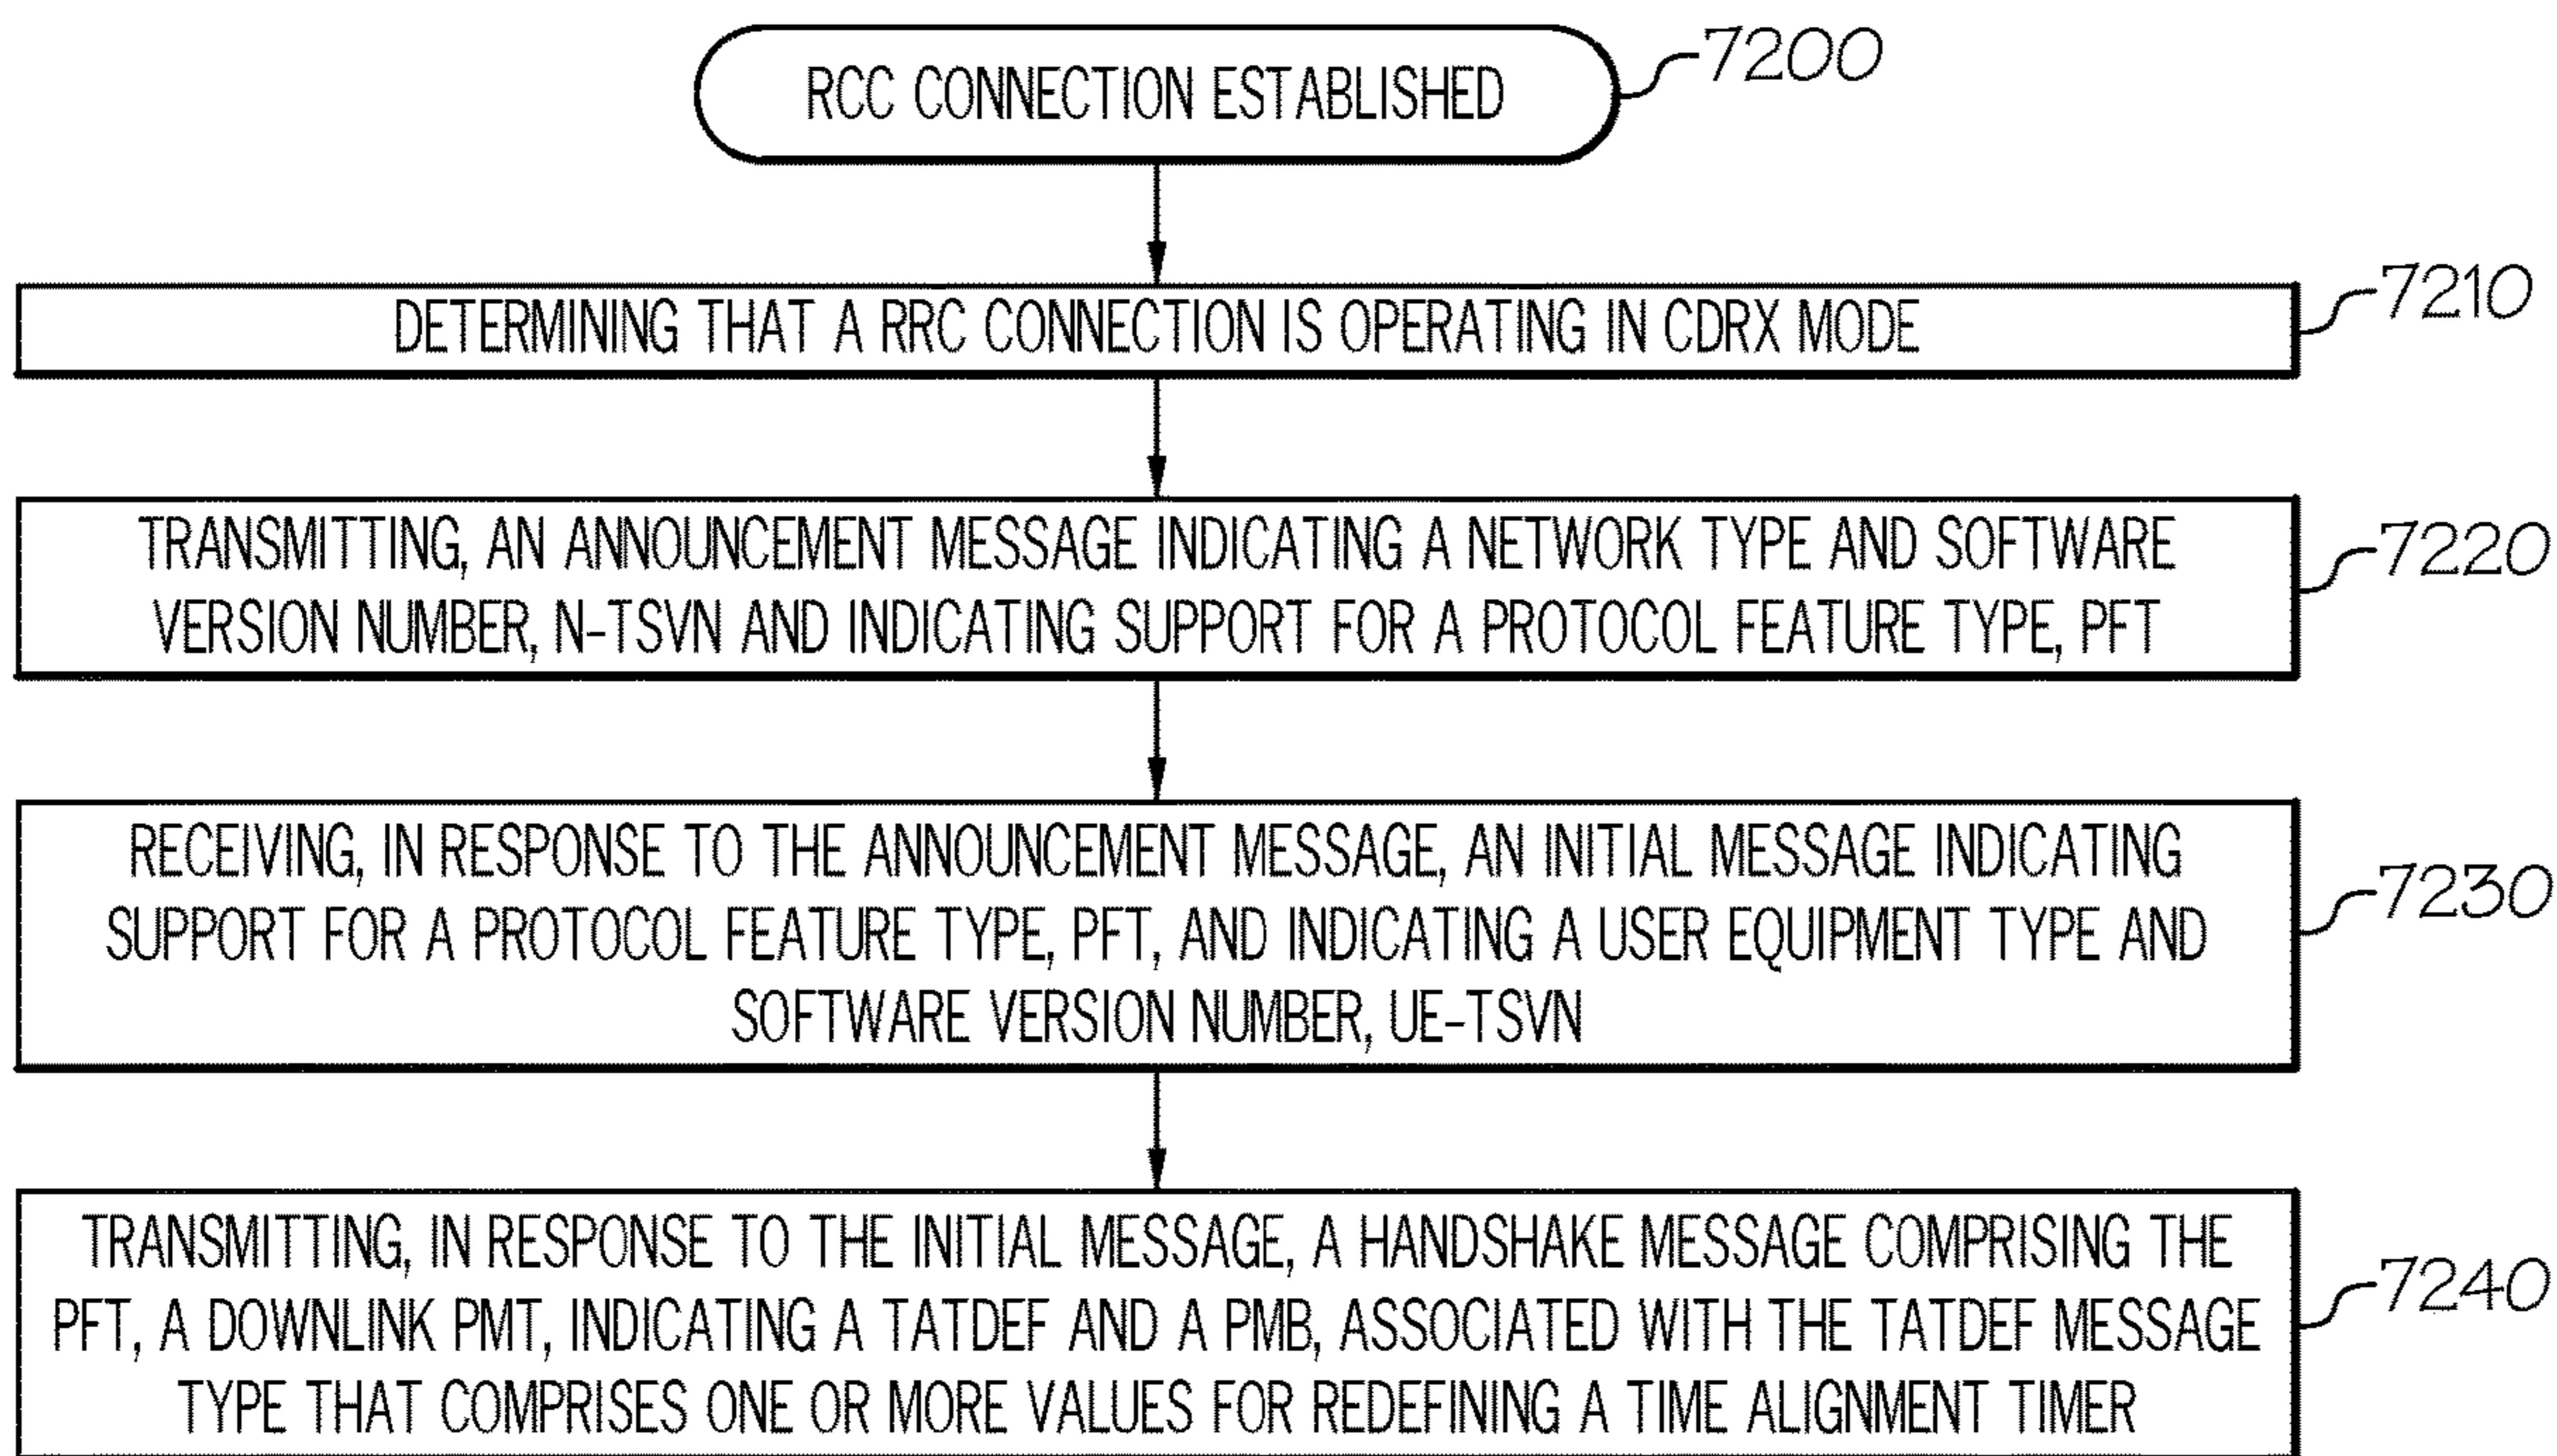 RCC CONNECTION ESTABLISHED
7200
DETERMINING THAT A RRC CONNECTION IS OPERATING IN CDRX MODE
7210
TRANSMITTING, AN ANNOUNCEMENT MESSAGE INDICATING A NETWORK TYPE AND SOFTWARE
VERSION NUMBER, N-TSVN AND INDICATING SUPPORT FOR A PROTOCOL FEATURE TYPE, PFT
7220
RECEIVING, IN RESPONSE TO THE ANNOUNCEMENT MESSAGE, AN INITIAL MESSAGE INDICATING
SUPPORT FOR A PROTOCOL FEATURE TYPE, PFT, AND INDICATING A USER EQUIPMENT TYPE AND
SOFTWARE VERSION NUMBER, UE-TSVN
7230
TRANSMITTING, IN RESPONSE TO THE INITIAL MESSAGE, A HANDSHAKE MESSAGE COMPRISING THE
PFT, A DOWNLINK PMT, INDICATING A TATDEF AND A PMB, ASSOCIATED WITH THE TATDEF MESSAGE
TYPE THAT COMPRISES ONE OR MORE VALUES FOR REDEFINING A TIME ALIGNMENT TIMER
7240